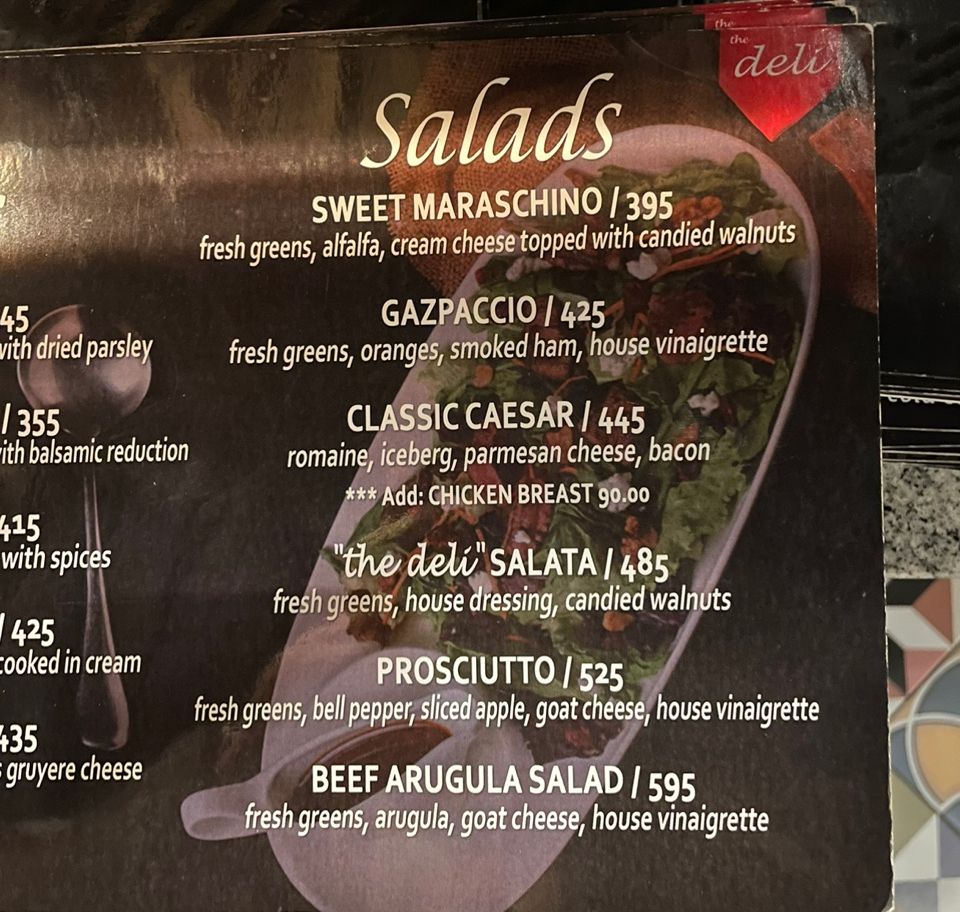 the
the
deli
Salads
SWEET MARASCHINO / 395
fresh greens, alfalfa, cream cheese topped with candied walnuts
GAZPACCIO / 425
fresh greens, oranges, smoked ham, house vinaigrette
CLASSIC CAESAR / 445
romaine, iceberg, parmesan cheese, bacon
*** Add: CHICKEN BREAST 90.00
"the deli" SALATA / 485
fresh greens, house dressing, candied walnuts
PROSCIUTTO / 525
fresh greens, bell pepper, sliced apple, goat cheese, house vinaigrette
BEEF ARUGULA SALAD / 595
fresh greens, arugula, goat cheese, house vinaigrette
45
with dried parsley
/ 355
with balsamic reduction
415
with spices
/ 425
cooked in cream
435
gruyere cheese